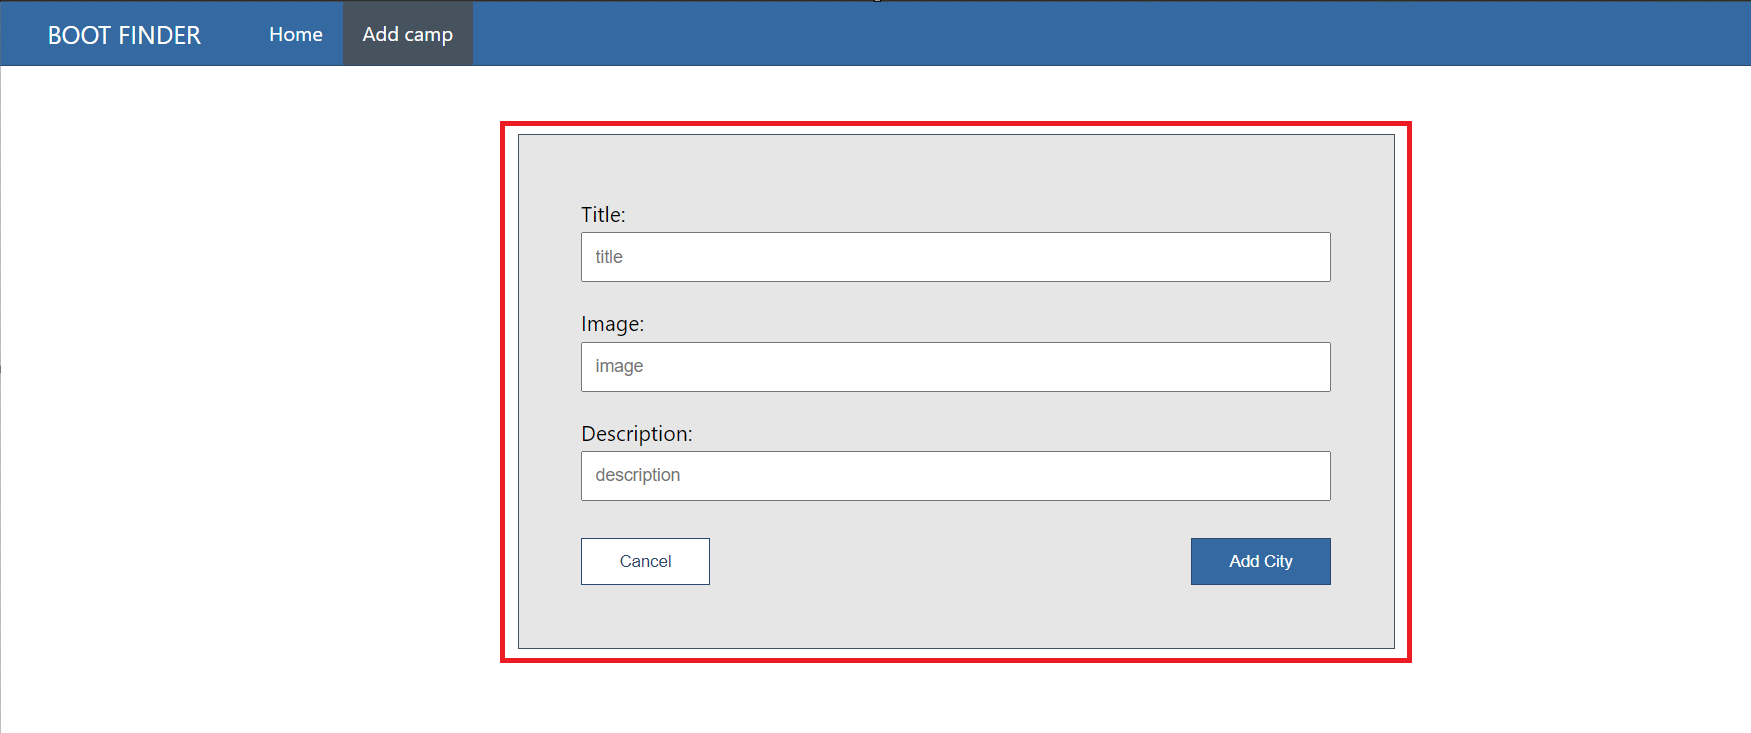 BOOT FINDER Home Add camp
Title:
title
Image:
image
Description:
description
Cancel Add City